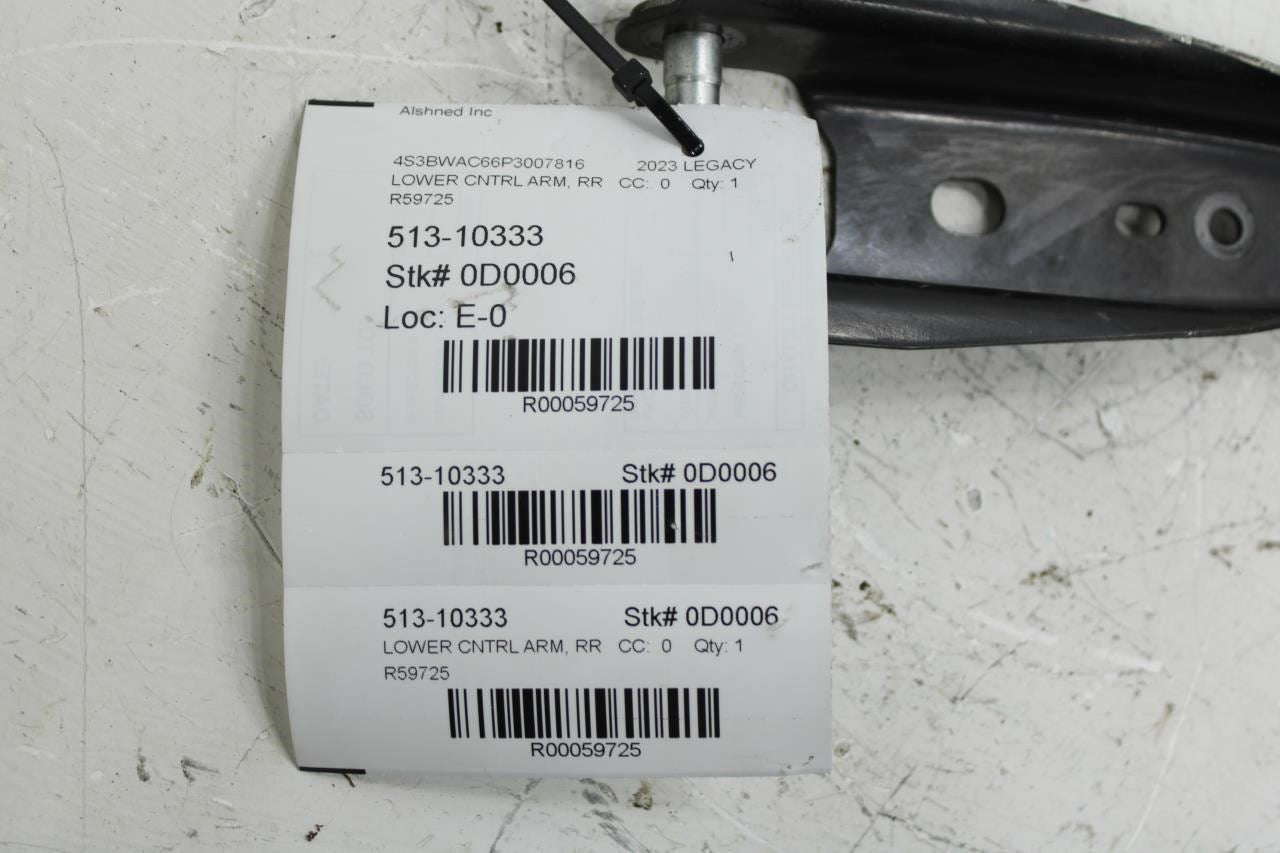 Alshned Inc
4S3BWAC66P3007816 2023 LEGACY
LOWER CNTRL ARM, RR CC: 0 Qty: 1
R59725
513-10333
Stk# 0D0006
Loc: E-0
R00059725
513-10333 Stk# 0D0006
R00059725
513-10333 Stk# 0D0006
LOWER CNTRL ARM, RR CC: 0 Qty: 1
R59725
R00059725